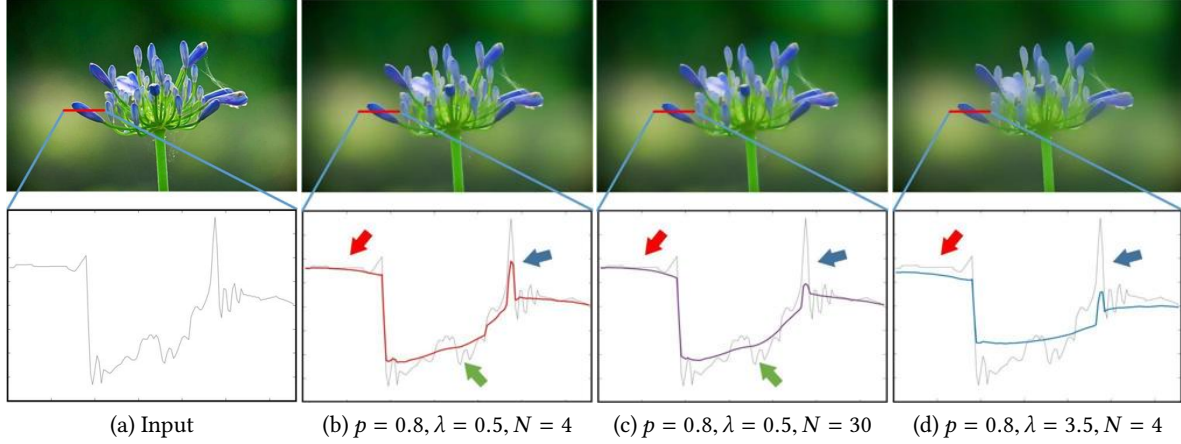 (a) Input
(b) p = 0.8, λ = 0.5, N = 4
(c) p = 0.8, λ = 0.5, N = 30
(d) p = 0.8, λ = 3.5, N = 4